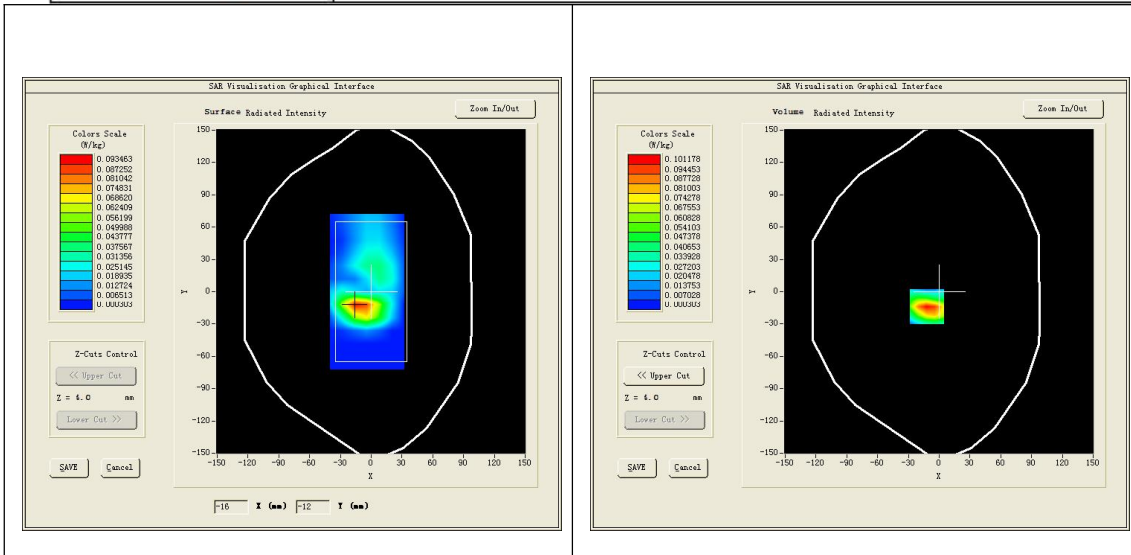 SAR Visualisation Graphical Interface
Surface Radiated Intensity
Zoom In/Out
Colors Scale
(W/kg)
0.093463
0.087252
0.081042
0.074831
0.068620
0.062409
0.056199
0.049988
0.043777
0.037567
0.031356
0.025145
0.018935
0.012724
0.006513
0.000303
150
120
90
60
30
0
-30
-60
-90
-120
-150
Y
-150 -120 -90 -60 -30 0 30 60 90 120 150
X
Z-Cuts Control
<< Upper Cut
Z = 4.0 mm
Lower Cut >>
SAVE Cancel
-16 X (mm) -12 Y (mm)
SAR Visualisation Graphical Interface
Volume Radiated Intensity
Zoom In/Out
Colors Scale
(W/kg)
0.101178
0.094453
0.087728
0.081003
0.074278
0.067553
0.060828
0.054103
0.047378
0.040653
0.033928
0.027203
0.020478
0.013753
0.007028
0.000303
150
120
90
60
30
0
-30
-60
-90
-120
-150
Y
-150 -120 -90 -60 -30 0 30 60 90 120 150
X
Z-Cuts Control
<< Upper Cut
Z = 4.0 mm
Lower Cut >>
SAVE Cancel